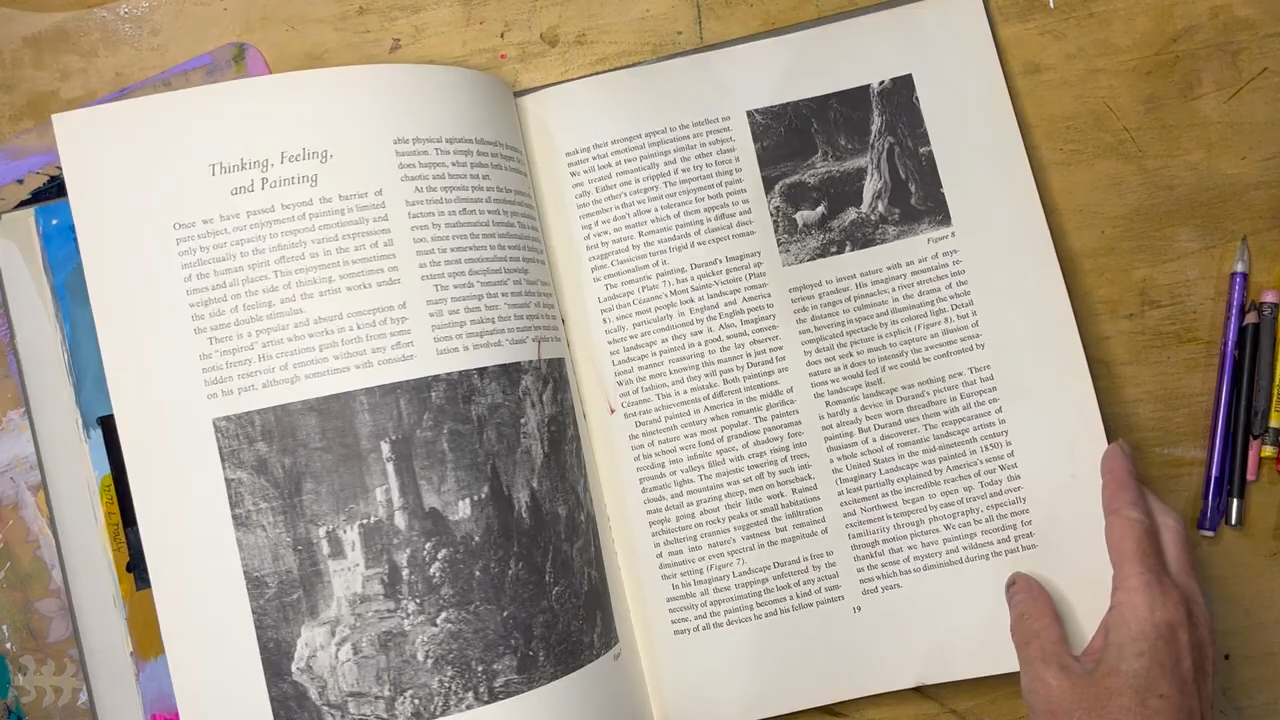 Thinking, Feeling,
and Painting
Once we have passed beyond the barrier of
pure subject, our enjoyment of painting is limited
only by our capacity to respond emotionally and
intellectually to the infinitely varied expressions
of the human spirit offered us in the art of all
times and all places. This enjoyment is sometimes
weighted on the side of thinking, sometimes on
the side of feeling, and the artist works under
the same double stimulus.
There is a popular and absurd conception of
the “inspired” artist who works in a kind of hyp-
notic frenzy. His creations gush forth from some
hidden reservoir of emotion without any effort
on his part, although sometimes with consider-
able physical agitation followed by
haustion. This simply does not happen.
does happen, what gushes forth is
chaotic and hence not art.
At the opposite pole are the few
have tried to eliminate all emotional and
factors in an effort to work by pure
even by mathematical formulas. This is
too, since even the most intellectualized
must tie somewhere to the world of feeling,
as the most emotionalized must depend to some
extent upon disciplined knowledge.
The words “romantic” and “classic” have so
many meanings that we must define the way we
will use them here: “romantic” will
paintings making their first appeal to the
tions or imagination no matter how much
lation is involved; “classic” will refer to
making their strongest appeal to the intellect no
matter what emotional implications are present.
We will look at two paintings similar in subject,
one treated romantically and the other classi-
cally. Either one is crippled if we try to force it
into the other's category. The important thing to
remember is that we limit our enjoyment of paint-
ing if we don't allow a tolerance for both points
of view, no matter which of them appeals to us
first by nature. Romantic painting is diffuse and
exaggerated by the standards of classical disci-
pline. Classicism turns frigid if we expect roman-
tic emotionalism of it.
The romantic painting, Durand's Imaginary
Landscape (Plate 7), has a quicker general ap-
peal than Cézanne's Mont Sainte-Victoire (Plate
8), since most people look at landscape roman-
tically, particularly in England and America
where we are conditioned by the English poets to
see landscape as they saw it. Also, Imaginary
Landscape is painted in a good, sound, conven-
tional manner reassuring to the lay observer.
With the more knowing this manner is just now
out of fashion, and they will pass by Durand for
Cézanne. This is a mistake. Both paintings are
first-rate achievements of different intentions.
Durand painted in America in the middle of
the nineteenth century when romantic glorifica-
tion of nature was most popular. The painters
of his school were fond of grandiose panoramas
receding into infinite space, of shadowy fore-
grounds or valleys filled with crags rising into
dramatic lights. The majestic towering of trees,
clouds, and mountains was set off by such inti-
mate detail as grazing sheep, men on horseback,
people going about their little work. Ruined
architecture on rocky peaks or small habitations
in sheltering crannies suggested the infiltration
of man into nature's vastness but remained
diminutive or even spectral in the magnitude of
their setting (Figure 7).
In his Imaginary Landscape Durand is free to
assemble all these trappings unfettered by the
necessity of approximating the look of any actual
scene, and the painting becomes a kind of sum-
mary of all the devices he and his fellow painters
Figure 8
employed to invest nature with an air of mys-
terious grandeur. His imaginary mountains re-
cede in ranges of pinnacles; a river stretches into
the distance to culminate in the drama of the
sun, hovering in space and illuminating the whole
complicated spectacle by its colored light. Detail
by detail the picture is explicit (Figure 8), but it
does not seek so much to capture an illusion of
nature as it does to intensify the awesome sensa-
tions we would feel if we could be confronted by
the landscape itself.
Romantic landscape was nothing new. There
is hardly a device in Durand's picture that had
not already been worn threadbare in European
painting. But Durand uses them with all the en-
thusiasm of a discoverer. The reappearance of
a whole school of romantic landscape artists in
the United States in the mid-nineteenth century
(Imaginary Landscape was painted in 1850) is
at least partially explained by America's sense of
excitement as the incredible reaches of our West
and Northwest began to open up. Today this
excitement is tempered by ease of travel and over-
familiarity through photography, especially
through motion pictures. We can be all the more
thankful that we have paintings recording for
us the sense of mystery and wildness and great-
ness which has so diminished during the past hun-
dred years.
19